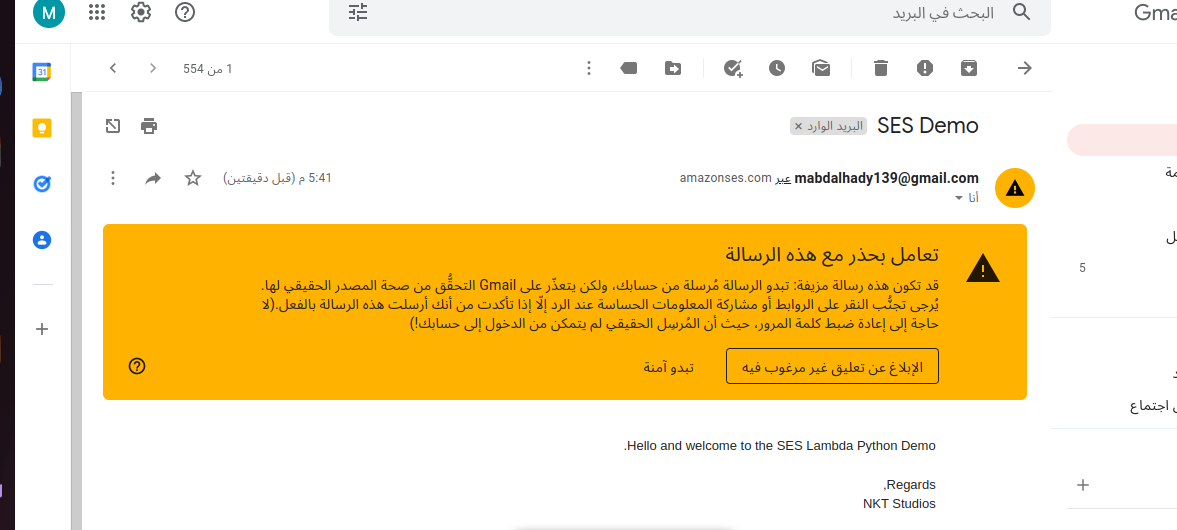 Gma
البحث في البريد
M
1 من 554
31
SES Demo
البريد الوارد ×
mabdalhady139@gmail.com عبر amazonses.com
5:41 م (قبل دقيقتين)
أنا
تعامل بحذر مع هذه الرسالة
قد تكون هذه رسالة مزيفة: تبدو الرسالة مُرسلة من حسابك، ولكن يتعذّر على Gmail التحقُّق من صحة المصدر الحقيقي لها.
يُرجى تجنُّب النقر على الروابط أو مشاركة المعلومات الحساسة عند الرد إلّا إذا تأكدت من أنك أرسلت هذه الرسالة بالفعل.(لا
حاجة إلى إعادة ضبط كلمة المرور، حيث أن المُرسِل الحقيقي لم يتمكن من الدخول إلى حسابك!)
الإبلاغ عن تعليق غير مرغوب فيه
تبدو آمنة
.Hello and welcome to the SES Lambda Python Demo
,Regards
NKT Studios
5
اجتماع